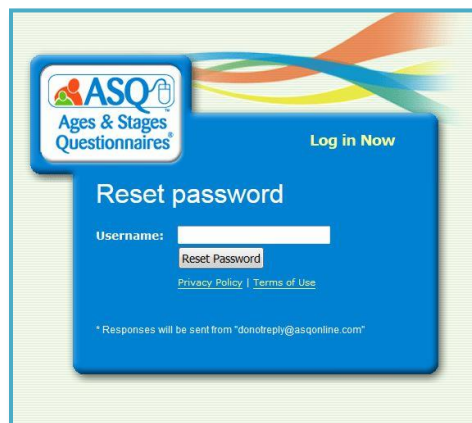 ASQ
™
Ages & Stages
Questionnaires®
Log in Now
Reset password
Username:
Reset Password
Privacy Policy | Terms of Use
* Responses will be sent from "donotreply@asqonline.com"